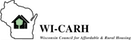 WI-CARH
Wisconsin Council for Affordable & Rural Housing